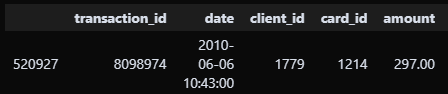 transaction_id date client_id card_id amount
2010-
520927 8098974 06-06 1779 1214 297.00
10:43:00